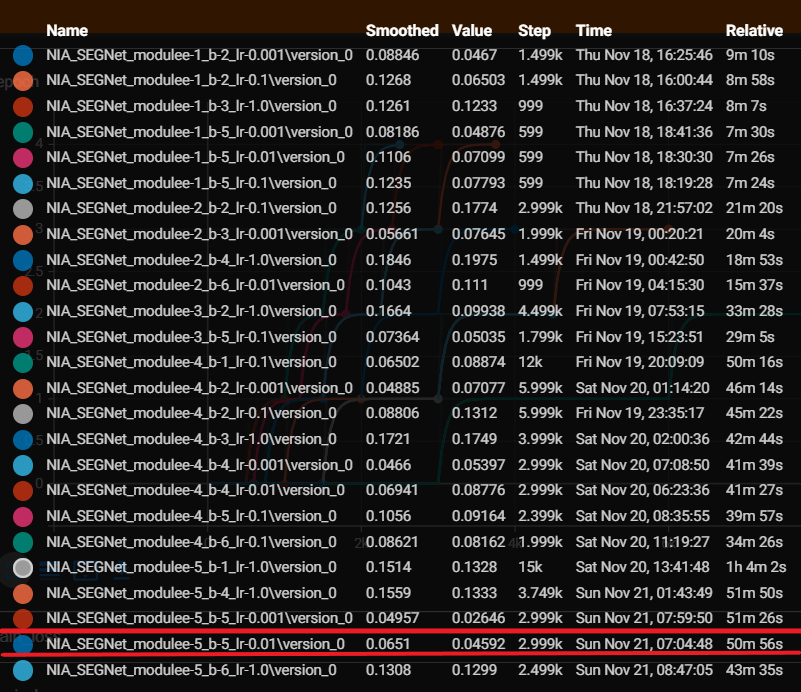 Name Smoothed Value Step Time Relative
NIA_SEGNet_modulee-1_b-2_lr-0.001\version_0 0.08846 0.0467 1.499k Thu Nov 18, 16:25:46 9m 10s
NIA_SEGNet_modulee-1_b-2_lr-0.1\version_0 0.1268 0.06503 1.499k Thu Nov 18, 16:00:44 8m 58s
NIA_SEGNet_modulee-1_b-3_lr-1.0\version_0 0.1261 0.1233 999 Thu Nov 18, 16:37:24 8m 7s
NIA_SEGNet_modulee-1_b-5_lr-0.001\version_0 0.08186 0.04876 599 Thu Nov 18, 18:41:36 7m 30s
NIA_SEGNet_modulee-1_b-5_lr-0.01\version_0 0.1106 0.07099 599 Thu Nov 18, 18:30:30 7m 26s
NIA_SEGNet_modulee-1_b-5_lr-0.1\version_0 0.1235 0.07793 599 Thu Nov 18, 18:19:28 7m 24s
NIA_SEGNet_modulee-2_b-2_lr-0.1\version_0 0.1256 0.1774 2.999k Thu Nov 18, 21:57:02 21m 20s
NIA_SEGNet_modulee-2_b-3_lr-0.001\version_0 0.05661 0.07645 1.999k Fri Nov 19, 00:20:21 20m 4s
NIA_SEGNet_modulee-2_b-4_lr-1.0\version_0 0.1846 0.1975 1.499k Fri Nov 19, 00:42:50 18m 53s
NIA_SEGNet_modulee-2_b-6_lr-0.01\version_0 0.1043 0.111 999 Fri Nov 19, 04:15:30 15m 37s
NIA_SEGNet_modulee-3_b-2_lr-1.0\version_0 0.1664 0.09938 4.499k Fri Nov 19, 07:53:15 33m 28s
NIA_SEGNet_modulee-3_b-5_lr-0.1\version_0 0.07364 0.05035 1.799k Fri Nov 19, 15:23:51 29m 5s
NIA_SEGNet_modulee-4_b-1_lr-1.0\version_0 0.06502 0.08874 12k Fri Nov 19, 20:09:09 50m 16s
NIA_SEGNet_modulee-4_b-2_lr-0.001\version_0 0.04885 0.07077 5.999k Sat Nov 20, 01:14:20 46m 14s
NIA_SEGNet_modulee-4_b-2_lr-0.1\version_0 0.08806 0.1312 5.999k Fri Nov 19, 23:35:17 45m 22s
NIA_SEGNet_modulee-4_b-3_lr-1.0\version_0 0.1721 0.1749 3.999k Sat Nov 20, 02:00:36 42m 44s
NIA_SEGNet_modulee-4_b-4_lr-0.001\version_0 0.0466 0.05397 2.999k Sat Nov 20, 07:08:50 41m 39s
NIA_SEGNet_modulee-4_b-4_lr-0.01\version_0 0.06941 0.08776 2.999k Sat Nov 20, 06:23:36 41m 27s
NIA_SEGNet_modulee-4_b-5_lr-0.1\version_0 0.1056 0.09164 2.399k Sat Nov 20, 08:35:55 39m 57s
NIA_SEGNet_modulee-4_b-6_lr-0.1\version_0 0.08621 0.08162 1.999k Sat Nov 20, 11:19:27 34m 26s
NIA_SEGNet_modulee-5_b-1_lr-1.0\version_0 0.1514 0.1328 15k Sat Nov 20, 13:41:48 1h 4m 2s
NIA_SEGNet_modulee-5_b-4_lr-1.0\version_0 0.1559 0.1333 3.749k Sun Nov 21, 01:43:49 51m 50s
NIA_SEGNet_modulee-5_b-5_lr-0.001\version_0 0.04957 0.02646 2.999k Sun Nov 21, 07:59:50 51m 26s
NIA_SEGNet_modulee-5_b-5_lr-0.01\version_0 0.0651 0.04592 2.999k Sun Nov 21, 07:04:48 50m 56s
NIA_SEGNet_modulee-5_b-6_lr-1.0\version_0 0.1308 0.1299 2.499k Sun Nov 21, 08:47:05 43m 35s